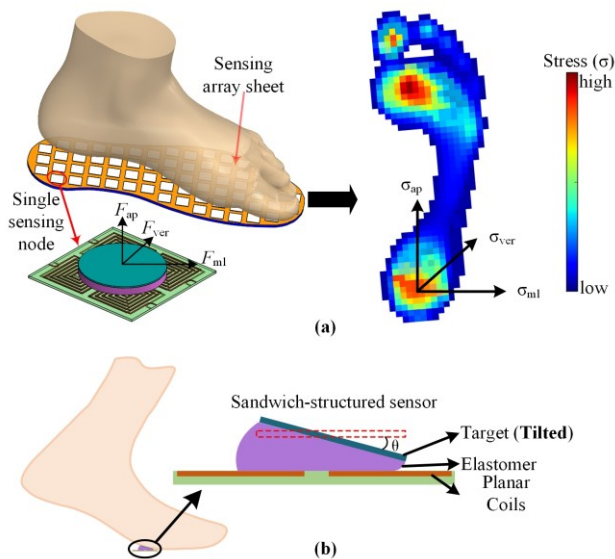 Sensing
array sheet
Single
sensing
node
F_ap
F_ver
F_ml
Stress (σ)
high
low
σ_ap
σ_ver
σ_ml
(a)
Sandwich-structured sensor
θ
Target (Tilted)
Elastomer
Planar
Coils
(b)